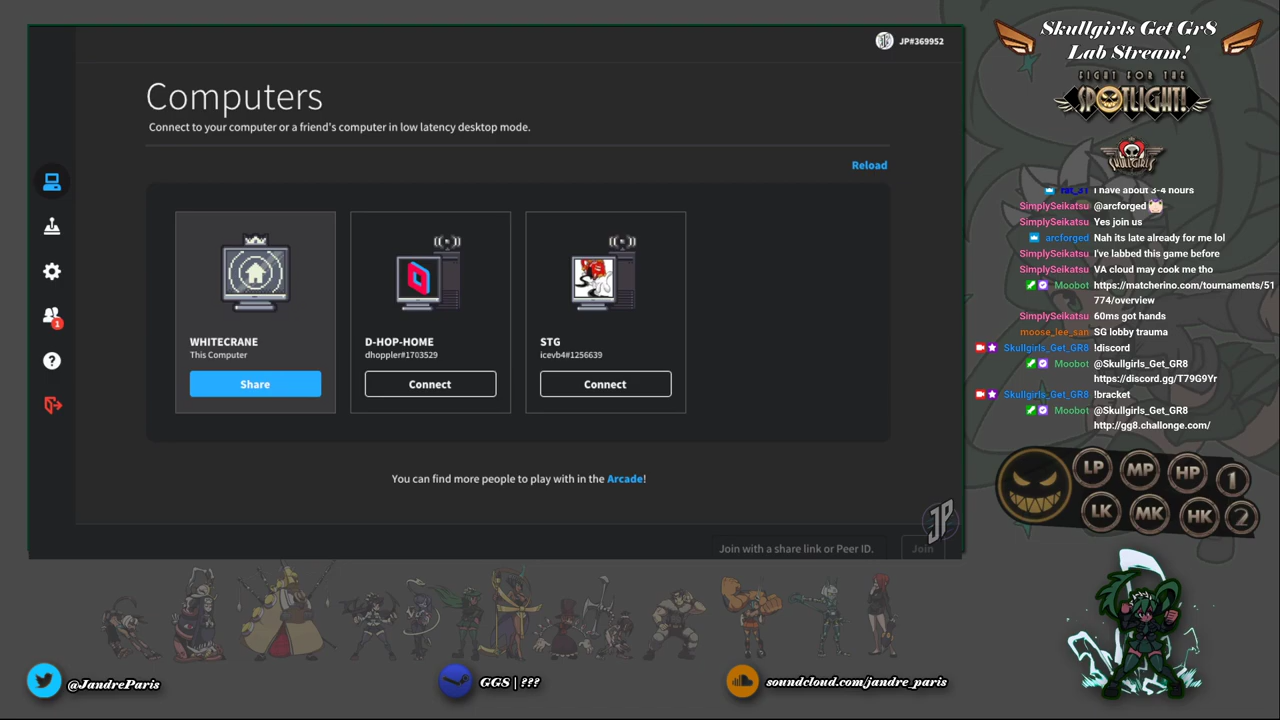 JP#369952
Computers
Connect to your computer or a friend's computer in low latency desktop mode.
Reload
WHITECRANE
This Computer
Share
D-HOP-HOME
dhoppler#1703529
Connect
STG
icevb4#1256639
Connect
You can find more people to play with in the Arcade!
JP
Join with a share link or Peer ID.
Join
1
Skullgirls Get Gr8
Lab Stream!
FIGHT FOR THE
SPOTLIGHT!
SKULLGIRLS
I have about 3-4 hours
SimplySeikatsu @arcforged
SimplySeikatsu Yes join us
arcforged Nah its late already for me lol
SimplySeikatsu I've labbed this game before
SimplySeikatsu VA cloud may cook me tho
Moobot https://matcherino.com/tournaments/51
774/overview
SimplySeikatsu 60ms got hands
moose_lee_san SG lobby trauma
Skullgirls_Get_GR8 !discord
Moobot @Skullgirls_Get_GR8
https://discord.gg/T79G9Yr
Skullgirls_Get_GR8 !bracket
Moobot @Skullgirls_Get_GR8
http://gg8.challonge.com/
LP MP HP 1
LK MK HK 2
@JandreParis
GGS | ???
soundcloud.com/jandre_paris